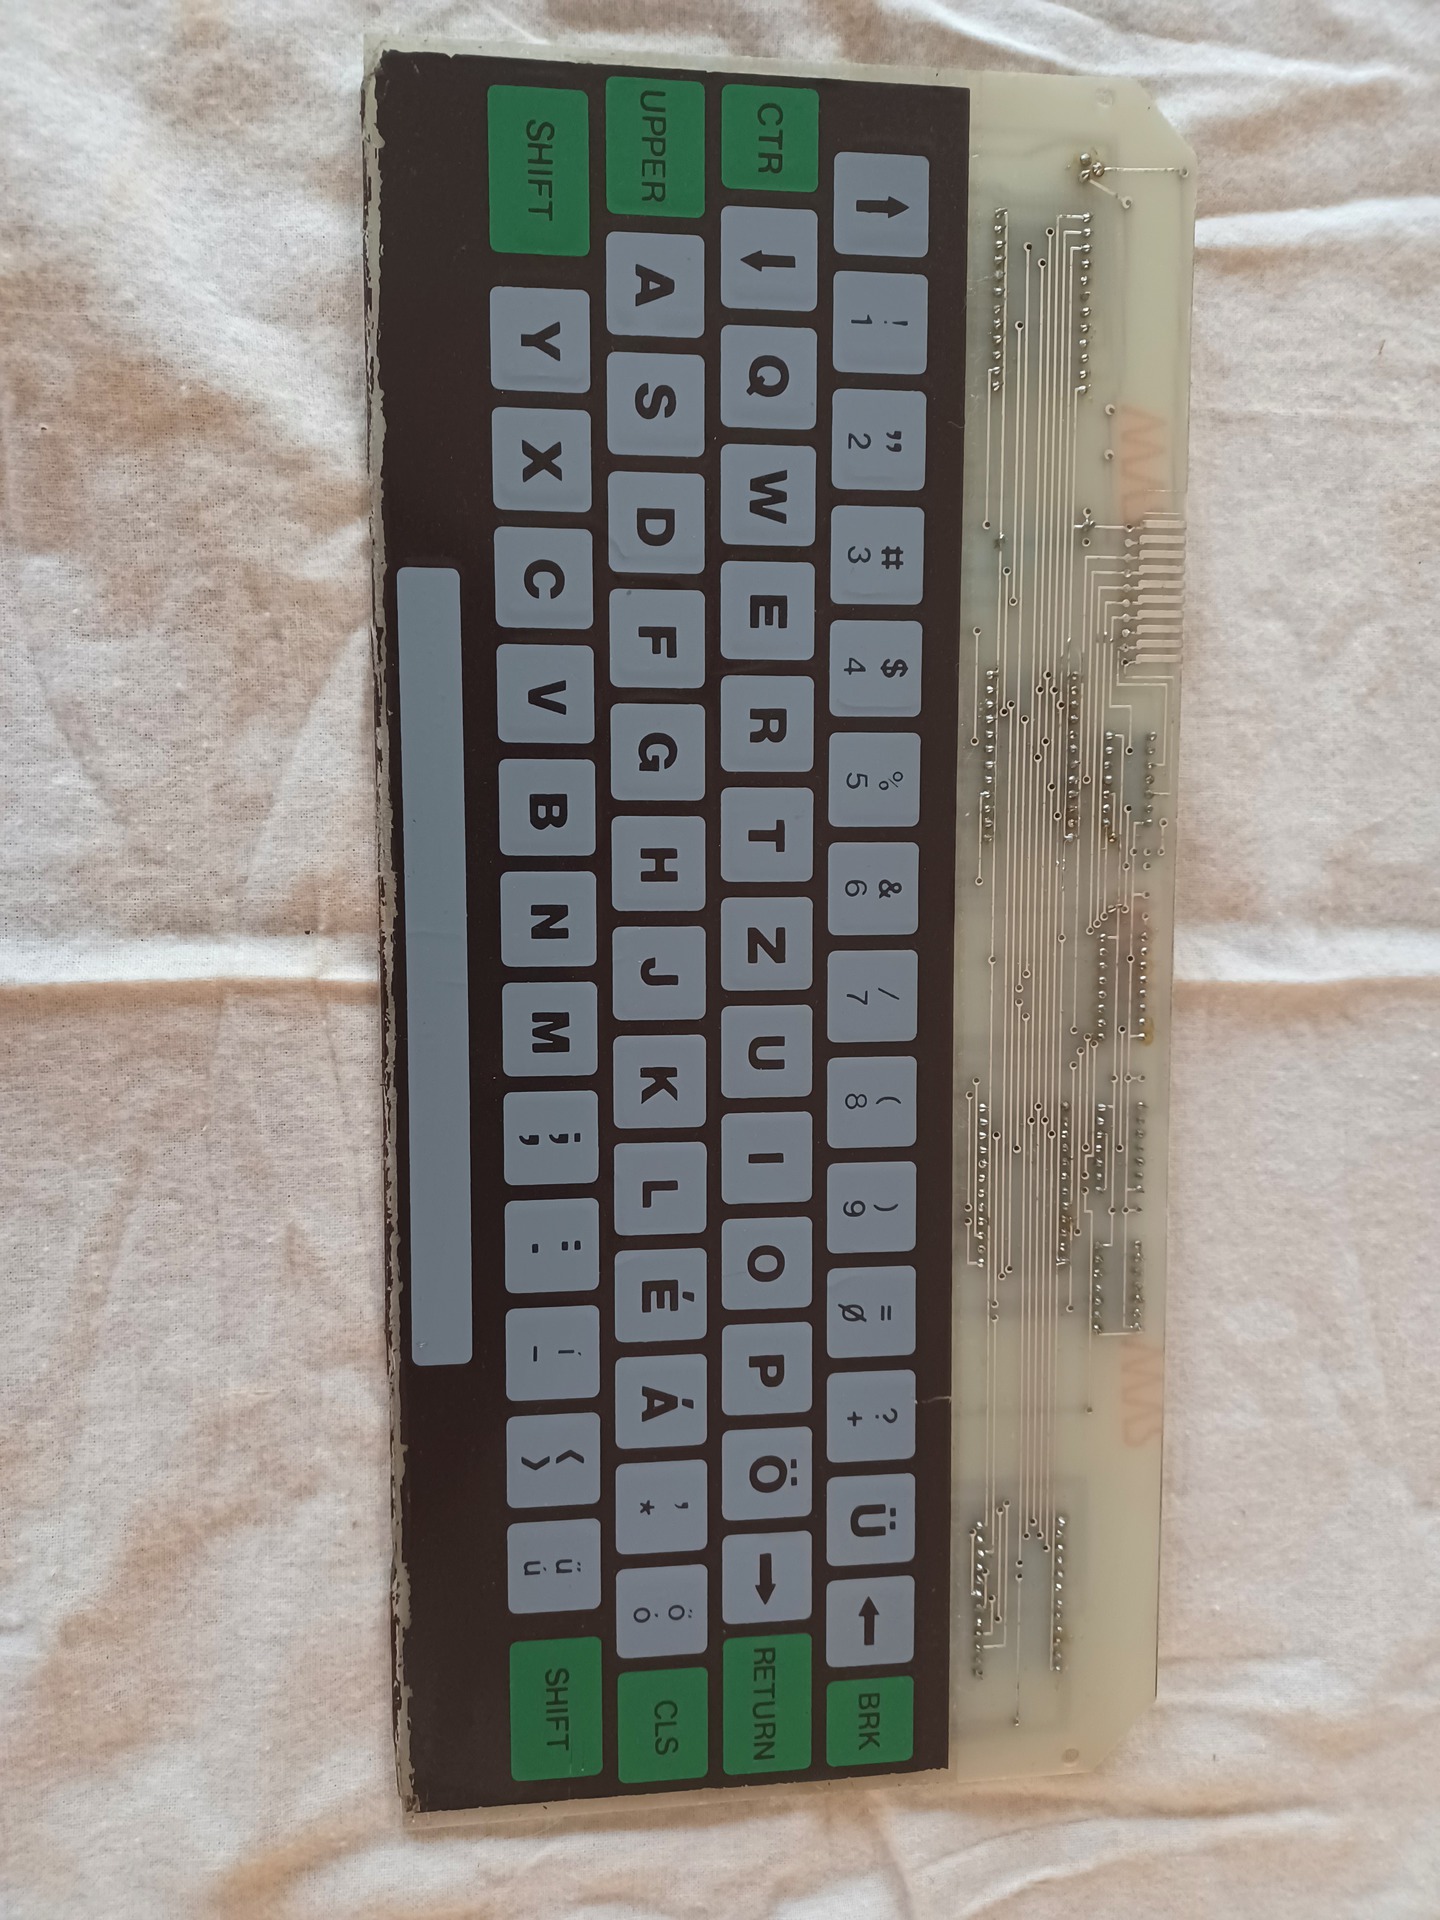 ↑ ! 1 " 2 # 3 $ 4 % 5 & 6 / 7 ( 8 ) 9 = Ø ? + Ü ← BRK
CTR ↓ Q W E R T Z U I O P Ö → RETURN
UPPER A S D F G H J K L É Á ' * Ő Ó CLS
SHIFT Y X C V B N M ; , : . Í – < > Ű Ú SHIFT